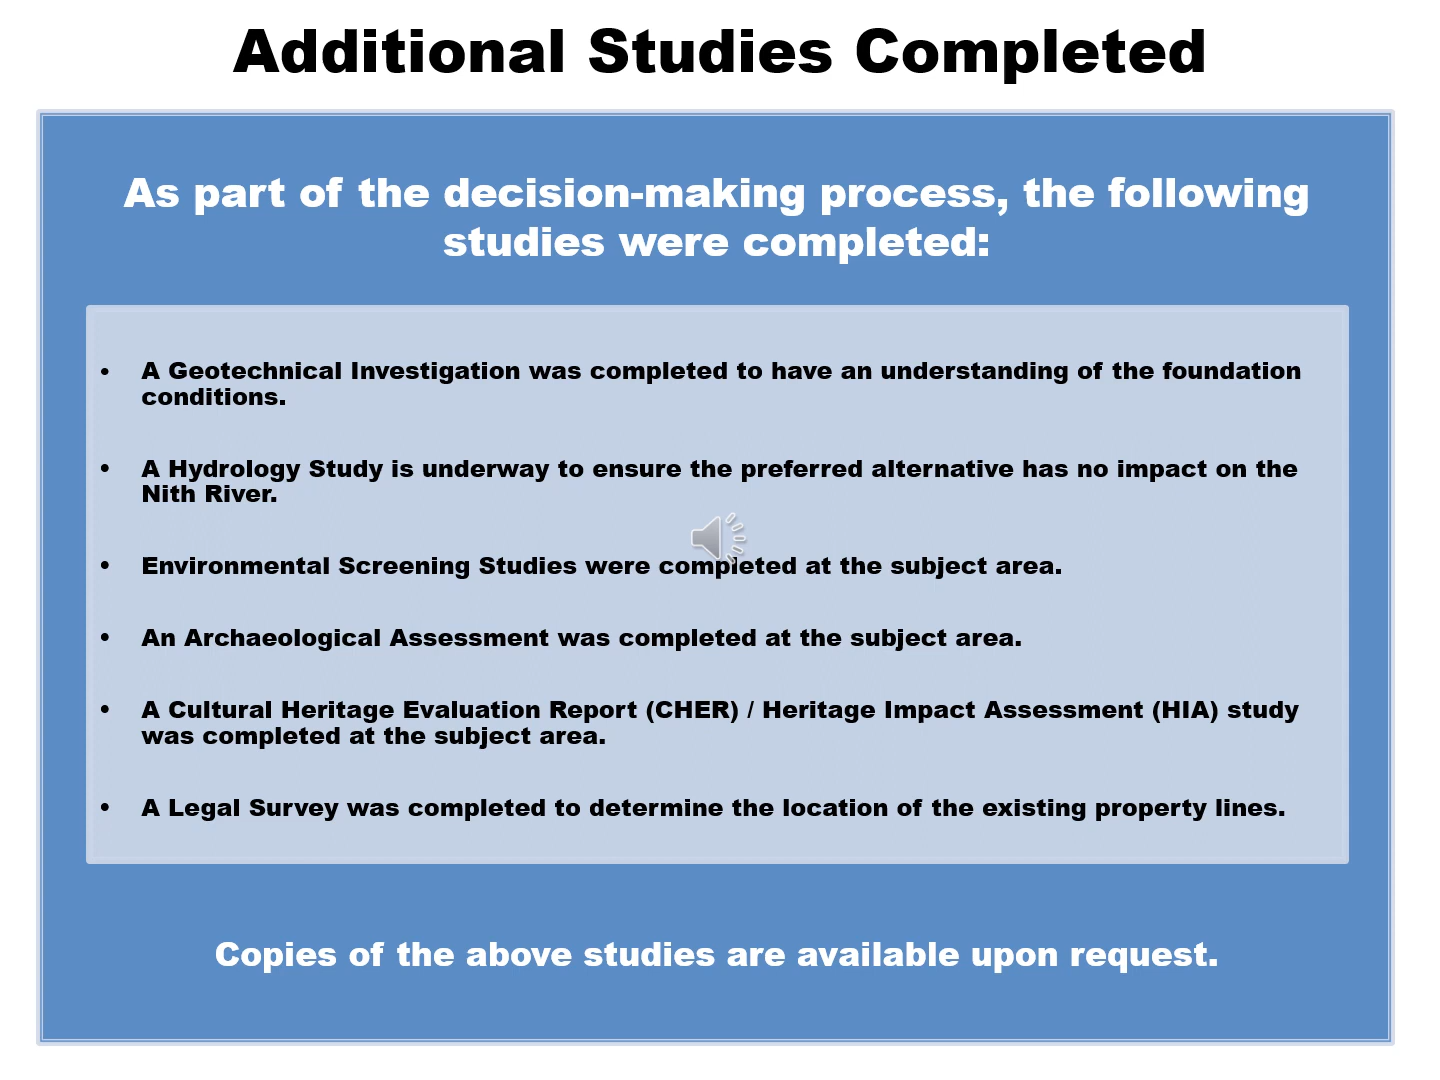 Additional Studies Completed
As part of the decision-making process, the following
studies were completed:
• A Geotechnical Investigation was completed to have an understanding of the foundation
conditions.
• A Hydrology Study is underway to ensure the preferred alternative has no impact on the
Nith River.
• Environmental Screening Studies were completed at the subject area.
• An Archaeological Assessment was completed at the subject area.
• A Cultural Heritage Evaluation Report (CHER) / Heritage Impact Assessment (HIA) study
was completed at the subject area.
• A Legal Survey was completed to determine the location of the existing property lines.
Copies of the above studies are available upon request.